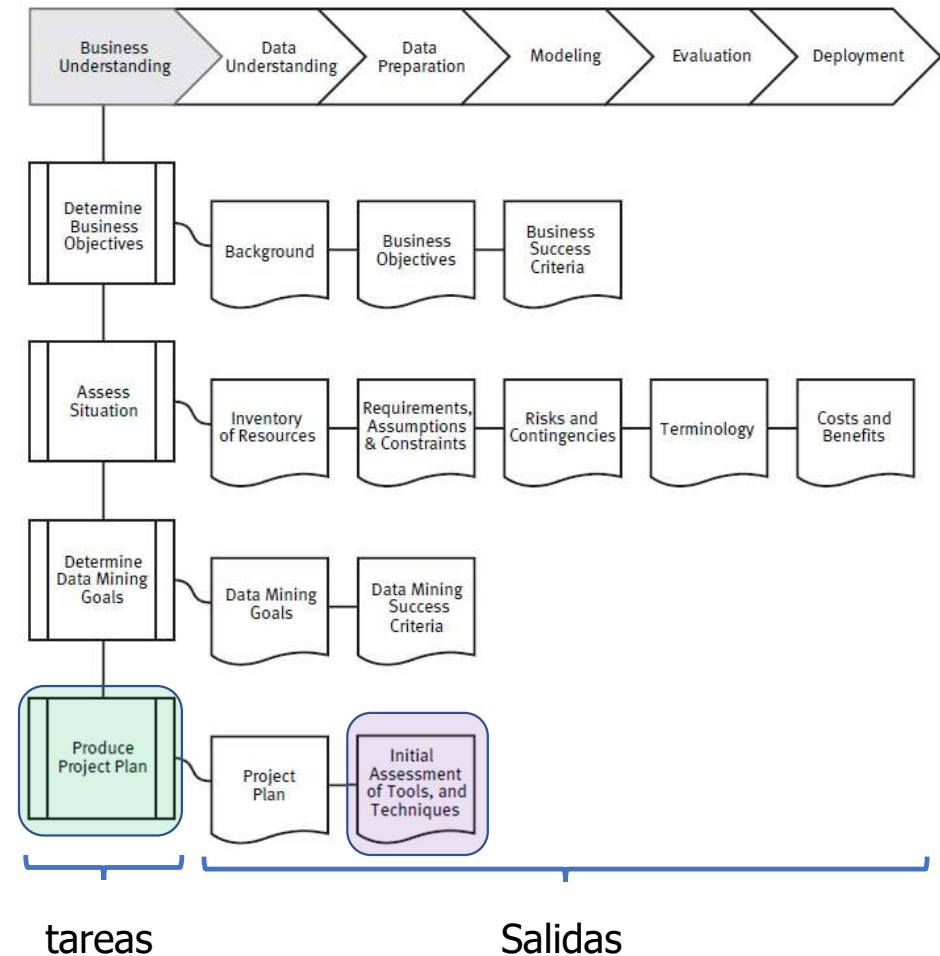 Business
Understanding
Data
Understanding
Data
Preparation
Modeling
Evaluation
Deployment
Determine
Business
Objectives
Background
Business
Objectives
Business
Success
Criteria
Assess
Situation
Inventory
of Resources
Requirements,
Assumptions
& Constraints
Risks and
Contingencies
Terminology
Costs and
Benefits
Determine
Data Mining
Goals
Data Mining
Goals
Data Mining
Success
Criteria
Produce
Project Plan
Project
Plan
Initial
Assessment
of Tools, and
Techniques
tareas
Salidas